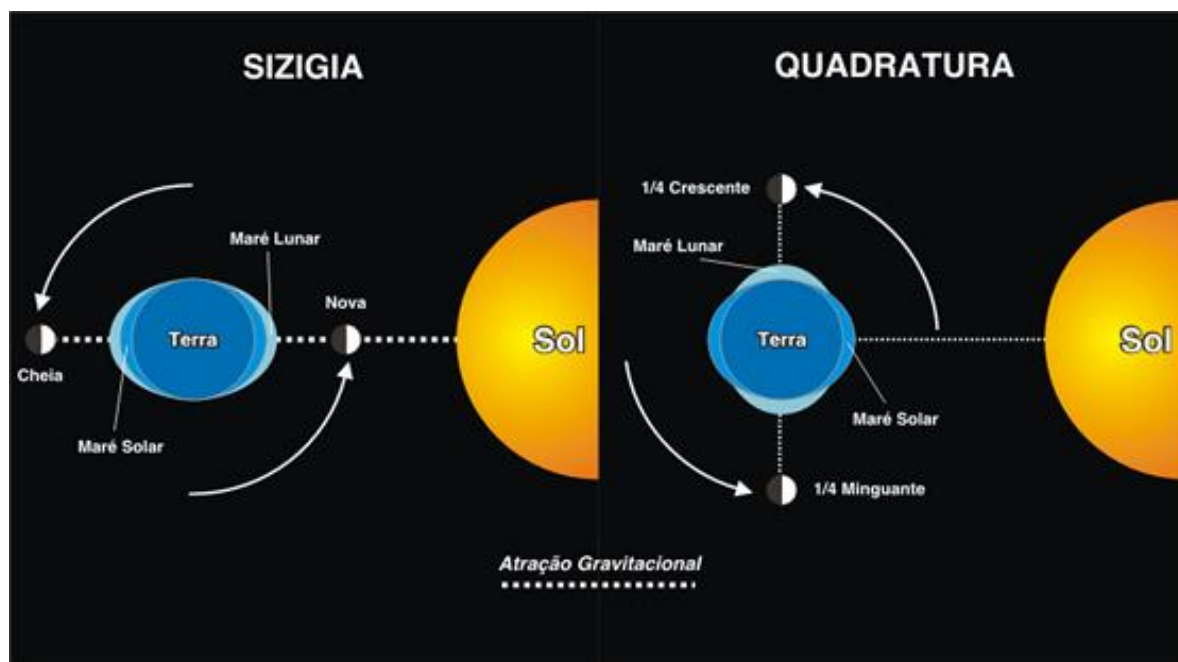 SIZIGIA
Maré Lunar
Nova
Terra
Sol
Cheia
Maré Solar
QUADRATURA
1/4 Crescente
Maré Lunar
Terra
Sol
Maré Solar
1/4 Minguante
Atração Gravitacional